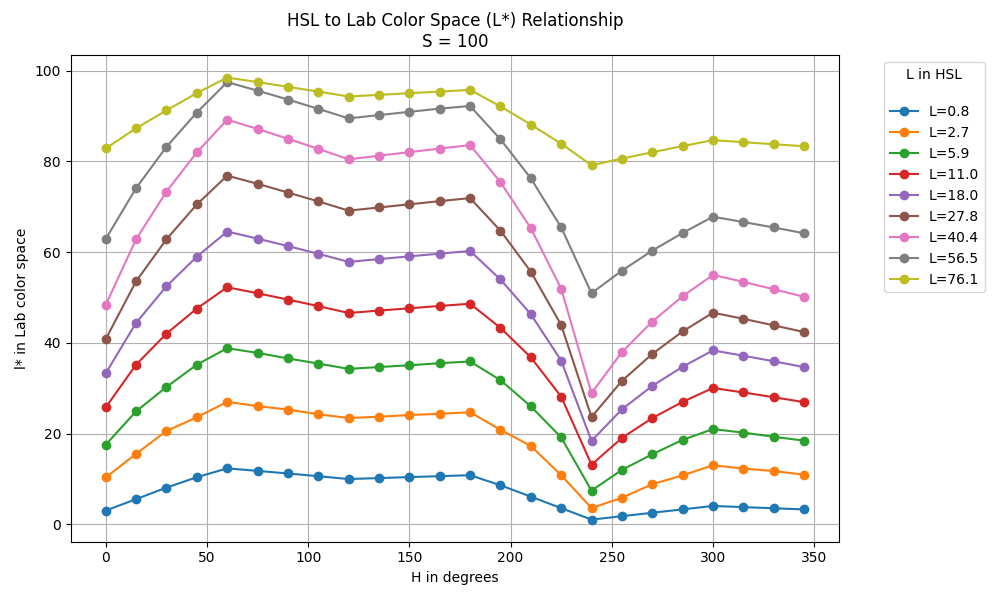 HSL to Lab Color Space (L*) Relationship
S = 100
L in HSL
L=0.8
L=2.7
L=5.9
L=11.0
L=18.0
L=27.8
L=40.4
L=56.5
L=76.1
l* in Lab color space
100
80
60
40
20
0
0
50
100
150
200
250
300
350
H in degrees